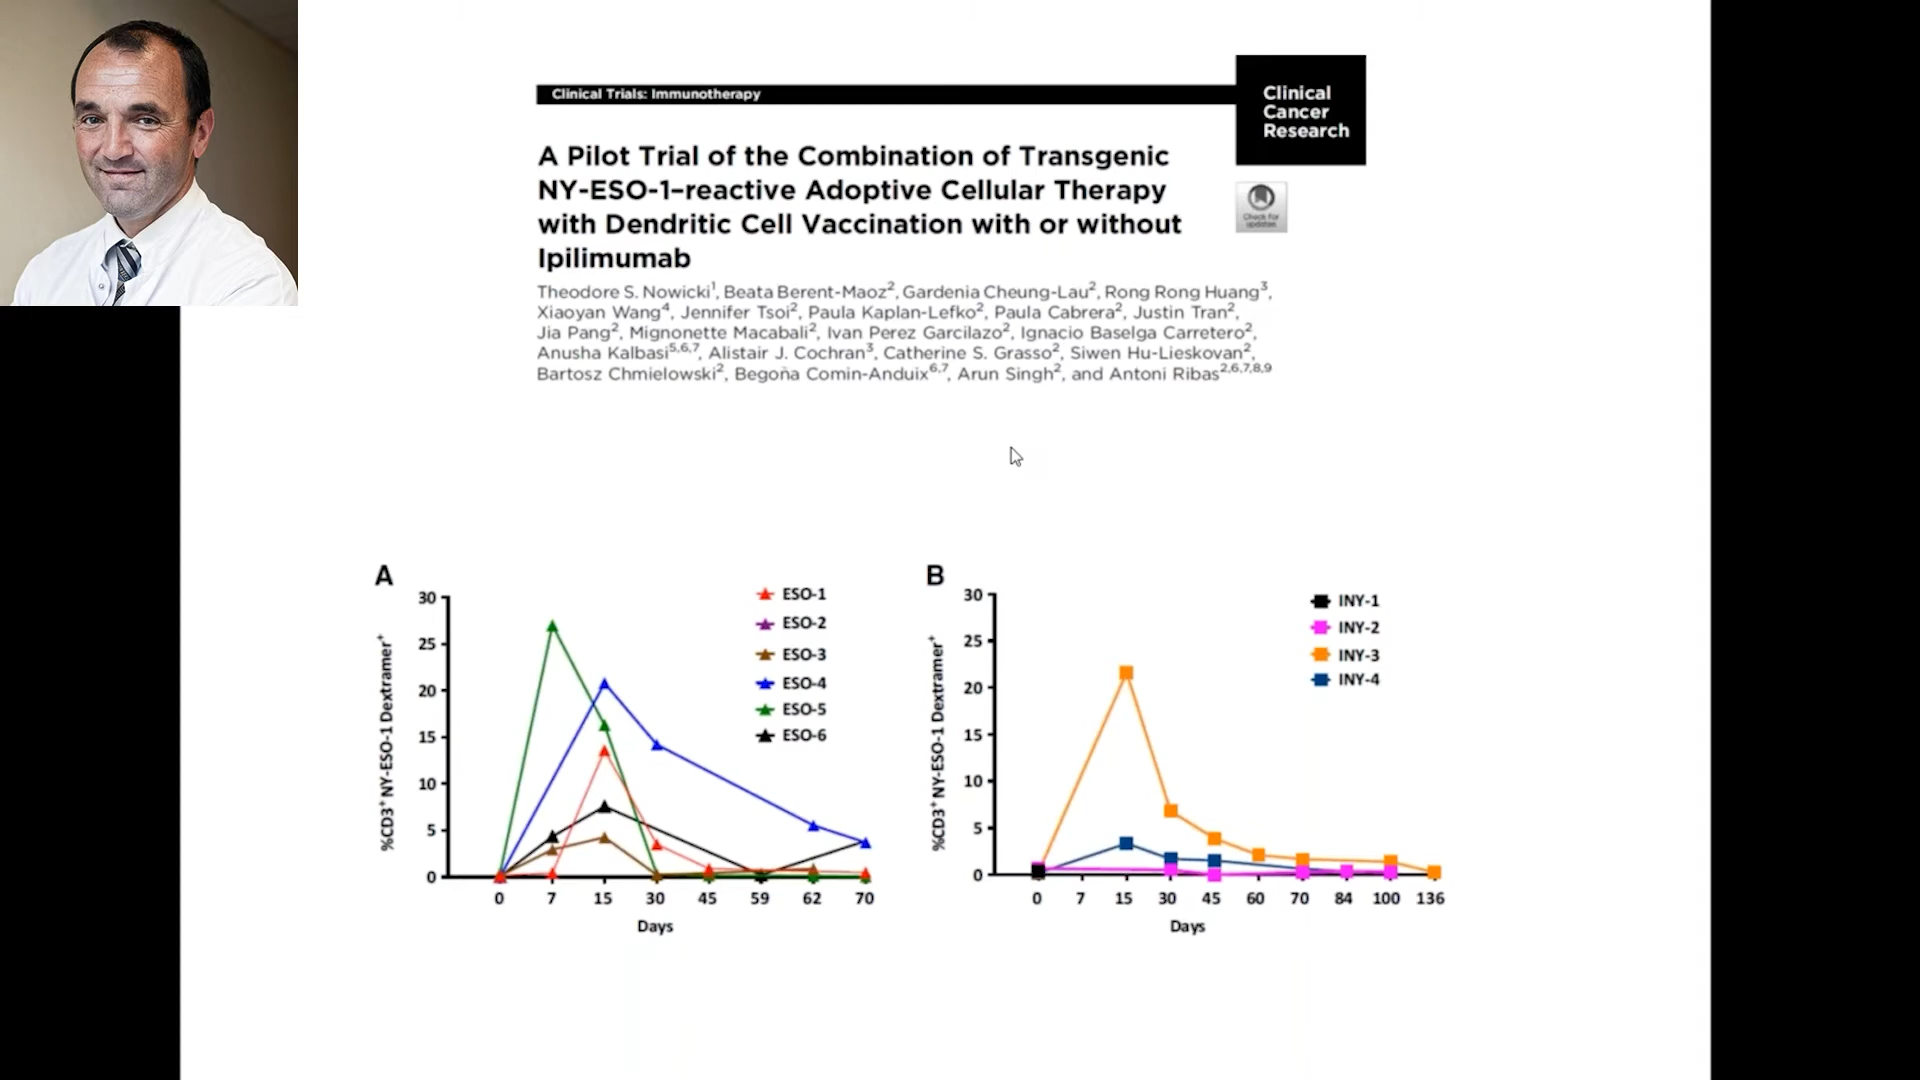 Clinical Trials: Immunotherapy
Clinical
Cancer
Research
A Pilot Trial of the Combination of Transgenic
NY-ESO-1–reactive Adoptive Cellular Therapy
with Dendritic Cell Vaccination with or without
Ipilimumab
Check for
updates
Theodore S. Nowicki1, Beata Berent-Maoz2, Gardenia Cheung-Lau2, Rong Rong Huang3,
Xiaoyan Wang4, Jennifer Tsoi2, Paula Kaplan-Lefko2, Paula Cabrera2, Justin Tran2,
Jia Pang2, Mignonette Macabali2, Ivan Perez Garcilazo2, Ignacio Baselga Carretero2,
Anusha Kalbasi5,6,7, Alistair J. Cochran3, Catherine S. Grasso2, Siwen Hu-Lieskovan2,
Bartosz Chmielowski2, Begoña Comin-Anduix6,7, Arun Singh2, and Antoni Ribas2,6,7,8,9
A
%CD3+NY-ESO-1 Dextramer+
30
25
20
15
10
5
0
0 7 15 30 45 59 62 70
Days
ESO-1
ESO-2
ESO-3
ESO-4
ESO-5
ESO-6
B
%CD3+NY-ESO-1 Dextramer+
30
25
20
15
10
5
0
0 7 15 30 45 60 70 84 100 136
Days
INY-1
INY-2
INY-3
INY-4